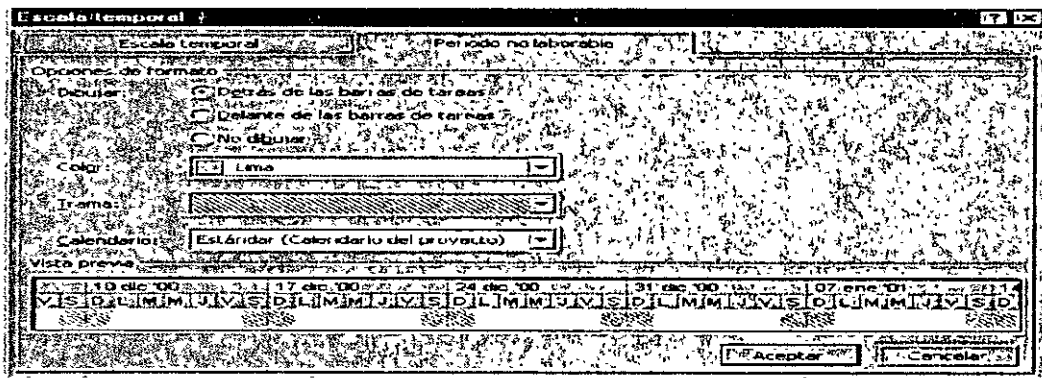 Escala temporal
Escala temporal Periodo no laborable
Opciones de formato
Dibujar: Detrás de las barras de tareas
Delante de las barras de tareas
No dibujar
Color: Lima
Trama:
Calendario: Estándar (Calendario del proyecto)
Vista previa
10 dic '00 17 dic '00 24 dic '00 31 dic '00 07 ene '01 14
V S D L M M J V S D L M M J V S D L M M J V S D L M M J V S D L M M J V S D
Aceptar Cancelar